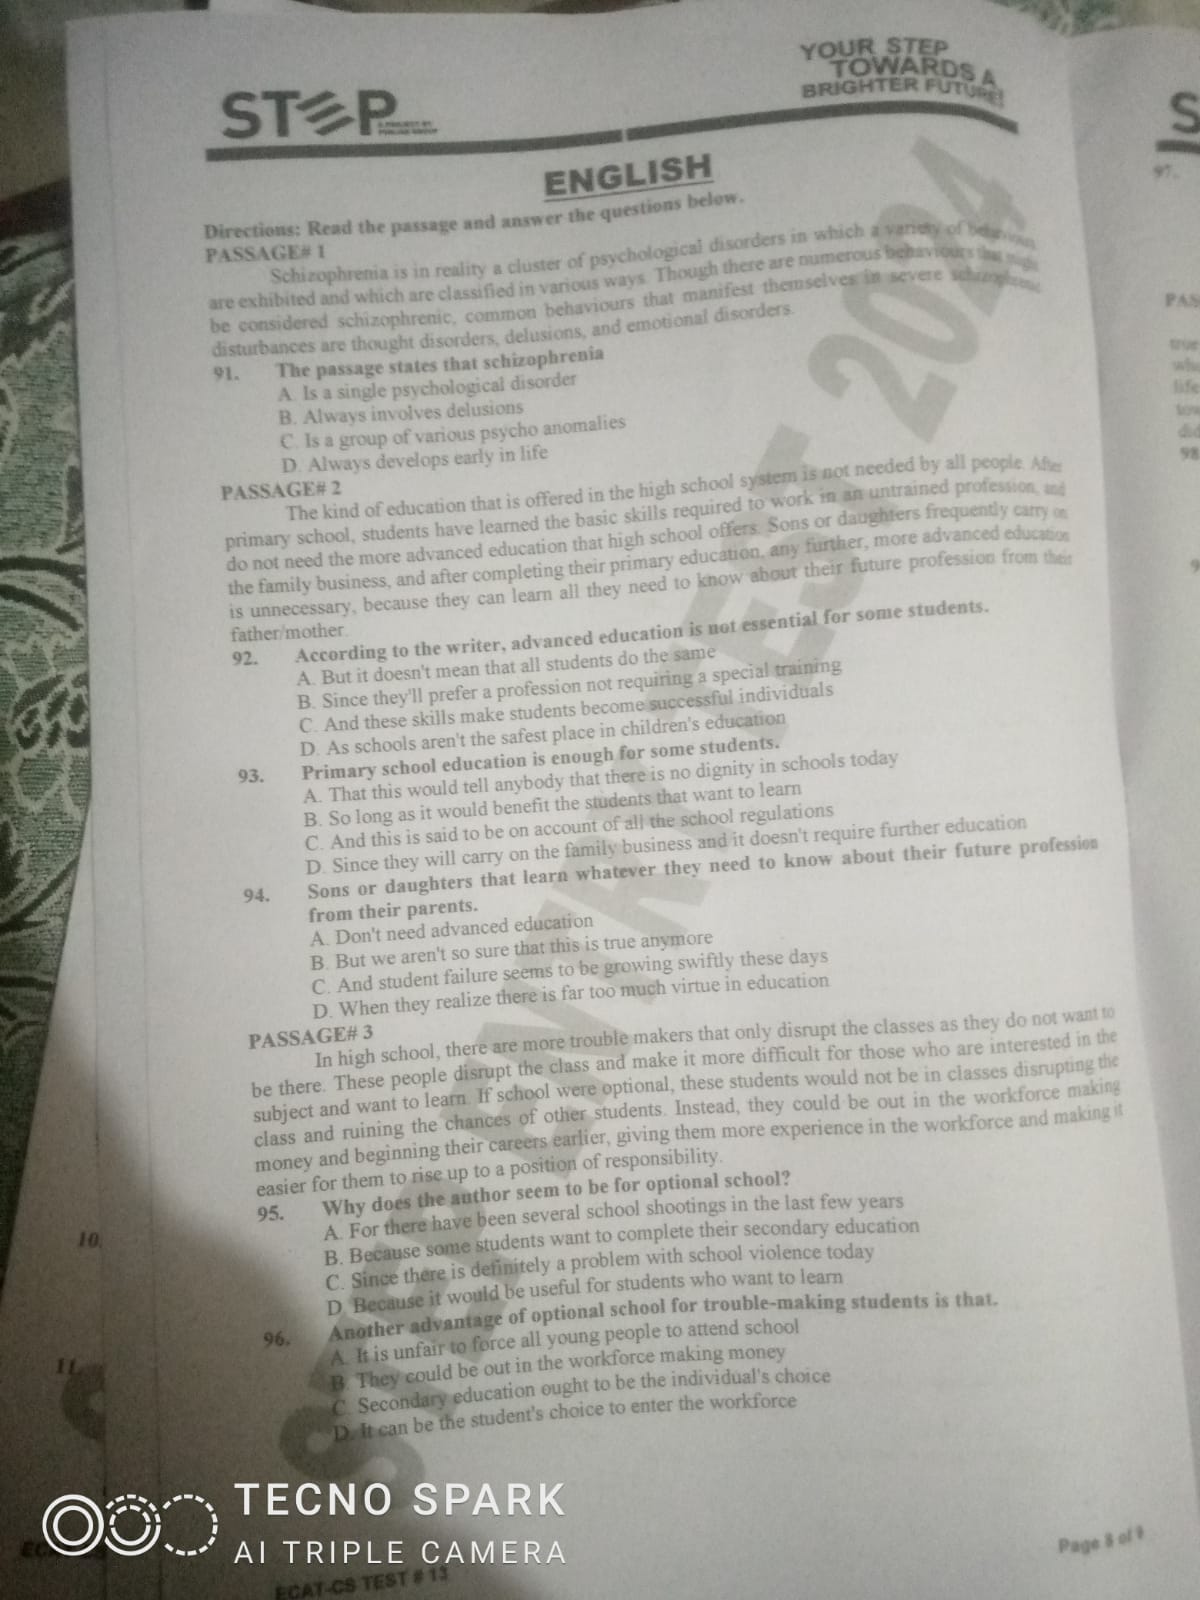 YOUR STEP
TOWARDS A
BRIGHTER FUTURE!
STEP
A PROJECT BY
PUNJAB GROUP
S
ENGLISH
97.
Directions: Read the passage and answer the questions below.
PASSAGE# 1
Schizophrenia is in reality a cluster of psychological disorders in which a variety of behaviours
are exhibited and which are classified in various ways. Though there are numerous behaviours that might
be considered schizophrenic, common behaviours that manifest themselves in severe schizophrenic
disturbances are thought disorders, delusions, and emotional disorders.
91. The passage states that schizophrenia
A. Is a single psychological disorder
B. Always involves delusions
C. Is a group of various psycho anomalies
D. Always develops early in life
PASSAGE# 2
The kind of education that is offered in the high school system is not needed by all people. After
primary school, students have learned the basic skills required to work in an untrained profession, and
do not need the more advanced education that high school offers. Sons or daughters frequently carry on
the family business, and after completing their primary education, any further, more advanced education
is unnecessary, because they can learn all they need to know about their future profession from their
father/mother.
92. According to the writer, advanced education is not essential for some students.
A. But it doesn't mean that all students do the same
B. Since they'll prefer a profession not requiring a special training
C. And these skills make students become successful individuals
D. As schools aren't the safest place in children's education
93. Primary school education is enough for some students.
A. That this would tell anybody that there is no dignity in schools today
B. So long as it would benefit the students that want to learn
C. And this is said to be on account of all the school regulations
D. Since they will carry on the family business and it doesn't require further education
94. Sons or daughters that learn whatever they need to know about their future profession
from their parents.
A. Don't need advanced education
B. But we aren't so sure that this is true anymore
C. And student failure seems to be growing swiftly these days
D. When they realize there is far too much virtue in education
PASSAGE# 3
In high school, there are more trouble makers that only disrupt the classes as they do not want to
be there. These people disrupt the class and make it more difficult for those who are interested in the
subject and want to learn. If school were optional, these students would not be in classes disrupting the
class and ruining the chances of other students. Instead, they could be out in the workforce making
money and beginning their careers earlier, giving them more experience in the workforce and making it
easier for them to rise up to a position of responsibility.
95. Why does the author seem to be for optional school?
A. For there have been several school shootings in the last few years
B. Because some students want to complete their secondary education
C. Since there is definitely a problem with school violence today
D. Because it would be useful for students who want to learn
96. Another advantage of optional school for trouble-making students is that.
A. It is unfair to force all young people to attend school
B. They could be out in the workforce making money
C. Secondary education ought to be the individual's choice
D. It can be the student's choice to enter the workforce
PAS
true
life
did
98
10.
11.
2024
TECNO SPARK
AI TRIPLE CAMERA
ECAT-CS TEST # 13
Page 8 of 9